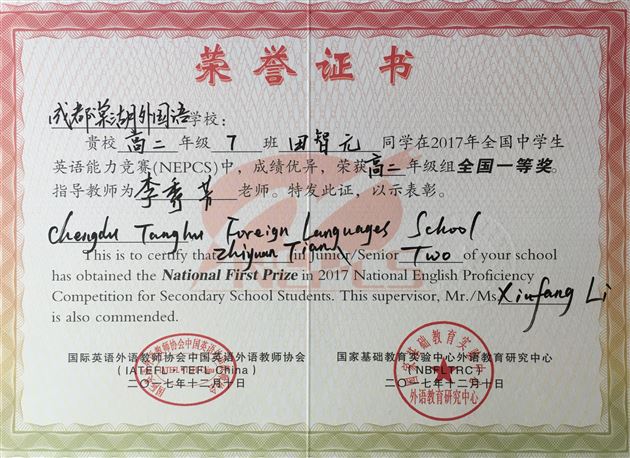 荣誉证书
成都棠湖外国语学校：
贵校高二年级7班田智元同学在2017年全国中学生
英语能力竞赛(NEPCS)中，成绩优异，荣获高二年级组全国一等奖。
指导教师为李秀芳老师。特发此证，以示表彰。
Chengdu Tanghu Foreign Languages School
This is to certify that Zhiyuan Tian in Junior/Senior Two of your school
has obtained the National First Prize in 2017 National English Proficiency
Competition for Secondary School Students. This supervisor, Mr./Ms. Xiufang Li
is also commended.
国际英语外语教师协会中国英语外语教师协会
(IATEFL TEFL China)
二〇一七年十二月十日
国家基础教育实验中心外语教育研究中心
(NBFLTRC)
二〇一七年十二月十日
外语教育研究中心